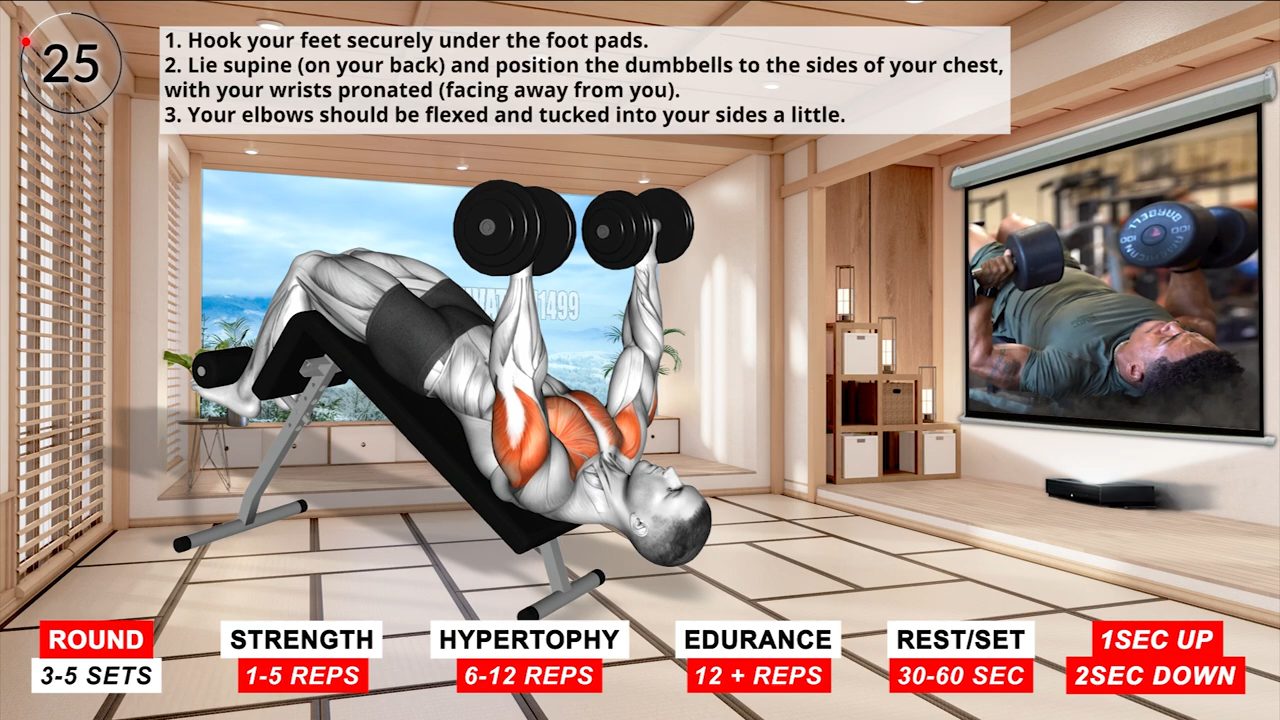 25
1. Hook your feet securely under the foot pads.
2. Lie supine (on your back) and position the dumbbells to the sides of your chest,
with your wrists pronated (facing away from you).
3. Your elbows should be flexed and tucked into your sides a little.
1499
ROUND
3-5 SETS
STRENGTH
1-5 REPS
HYPERTOPHY
6-12 REPS
EDURANCE
12 + REPS
REST/SET
30-60 SEC
1SEC UP
2SEC DOWN